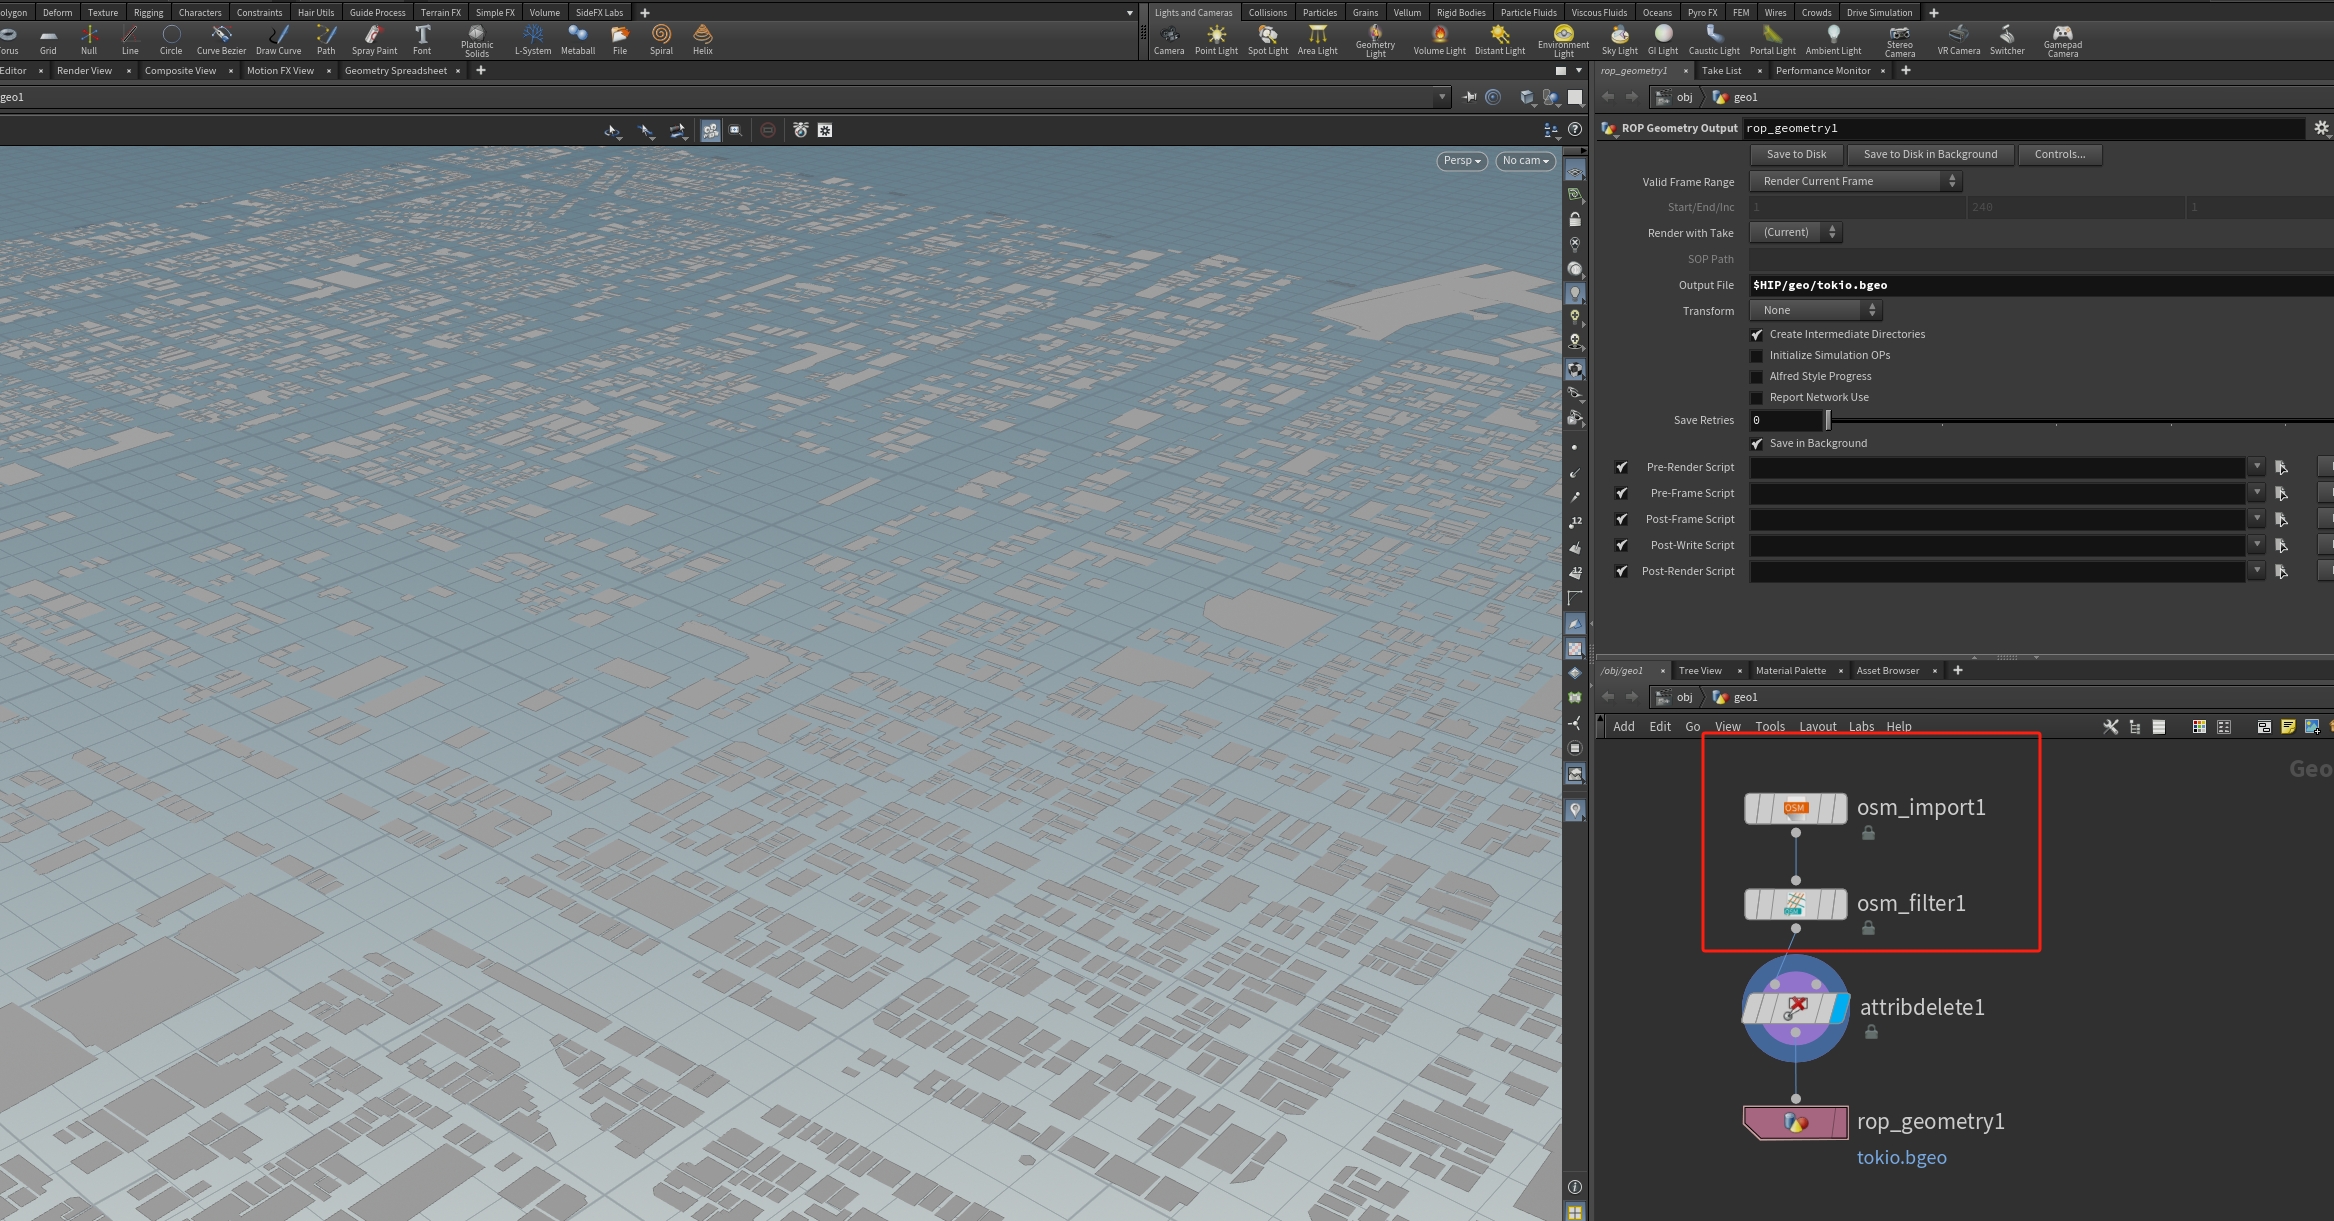 olygon Deform Texture Rigging Characters Constraints Hair Utils Guide Process Terrain FX Simple FX Volume SideFX Labs
Lights and Cameras Collisions Particles Grains Vellum Rigid Bodies Particle Fluids Viscous Fluids Oceans Pyro FX FEM Wires Crowds Drive Simulation
orus Grid Null Line Circle Curve Bezier Draw Curve Path Spray Paint Font Platonic Solids L-System Metaball File Spiral Helix
Camera Point Light Spot Light Area Light Geometry Light Volume Light Distant Light Environment Light Sky Light GI Light Caustic Light Portal Light Ambient Light Stereo Camera VR Camera Switcher Gamepad Camera
Editor Render View Composite View Motion FX View Geometry Spreadsheet
rop_geometry1 Take List Performance Monitor
geo1
obj geo1
ROP Geometry Output rop_geometry1
Persp No cam
Save to Disk Save to Disk in Background Controls...
Valid Frame Range Render Current Frame
Start/End/Inc 1 240 1
Render with Take (Current)
SOP Path
Output File $HIP/geo/tokio.bgeo
Transform None
Create Intermediate Directories
Initialize Simulation OPs
Alfred Style Progress
Report Network Use
Save Retries 0
Save in Background
Pre-Render Script
Pre-Frame Script
Post-Frame Script
Post-Write Script
Post-Render Script
12
12
/obj/geo1 Tree View Material Palette Asset Browser
obj geo1
Add Edit Go View Tools Layout Labs Help
Geo
OSM
osm_import1
osm_filter1
attribdelete1
rop_geometry1
tokio.bgeo